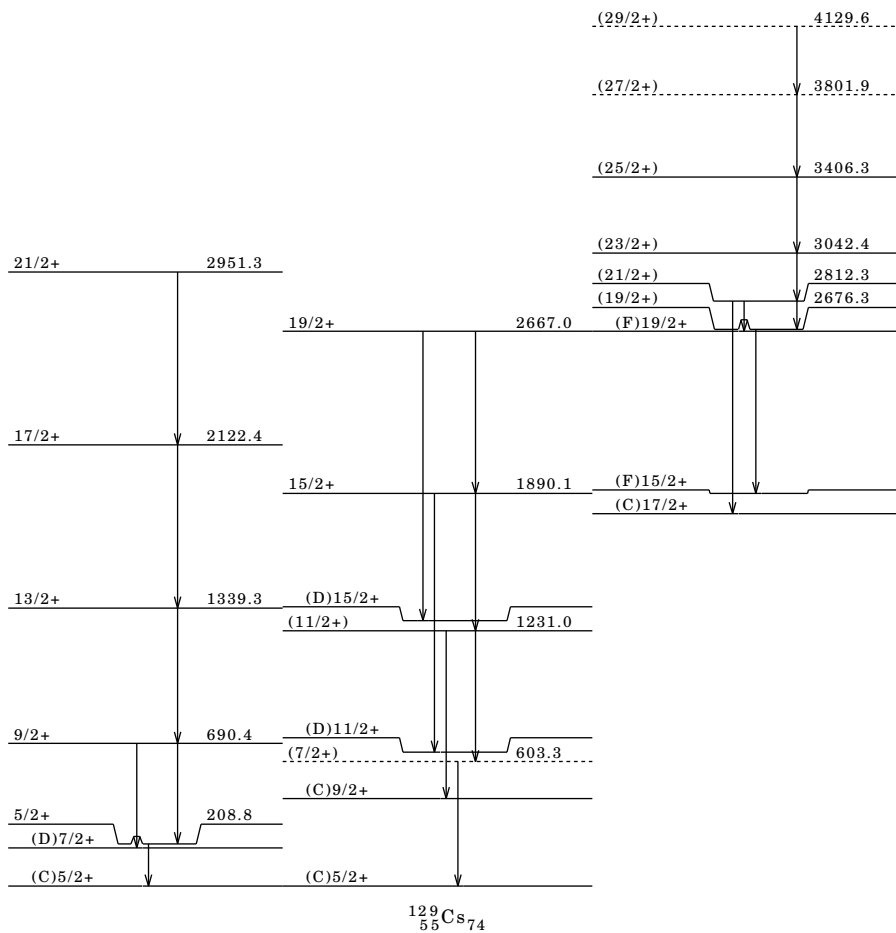 (29/2+) 4129.6
(27/2+) 3801.9
(25/2+) 3406.3
(23/2+) 3042.4
(21/2+) 2812.3
(19/2+) 2676.3
(F)19/2+
(F)15/2+
(C)17/2+
19/2+ 2667.0
15/2+ 1890.1
(D)15/2+
(11/2+) 1231.0
(D)11/2+
(7/2+) 603.3
(C)9/2+
(C)5/2+
21/2+ 2951.3
17/2+ 2122.4
13/2+ 1339.3
9/2+ 690.4
5/2+ 208.8
(D)7/2+
(C)5/2+
¹²⁹₅₅Cs₇₄